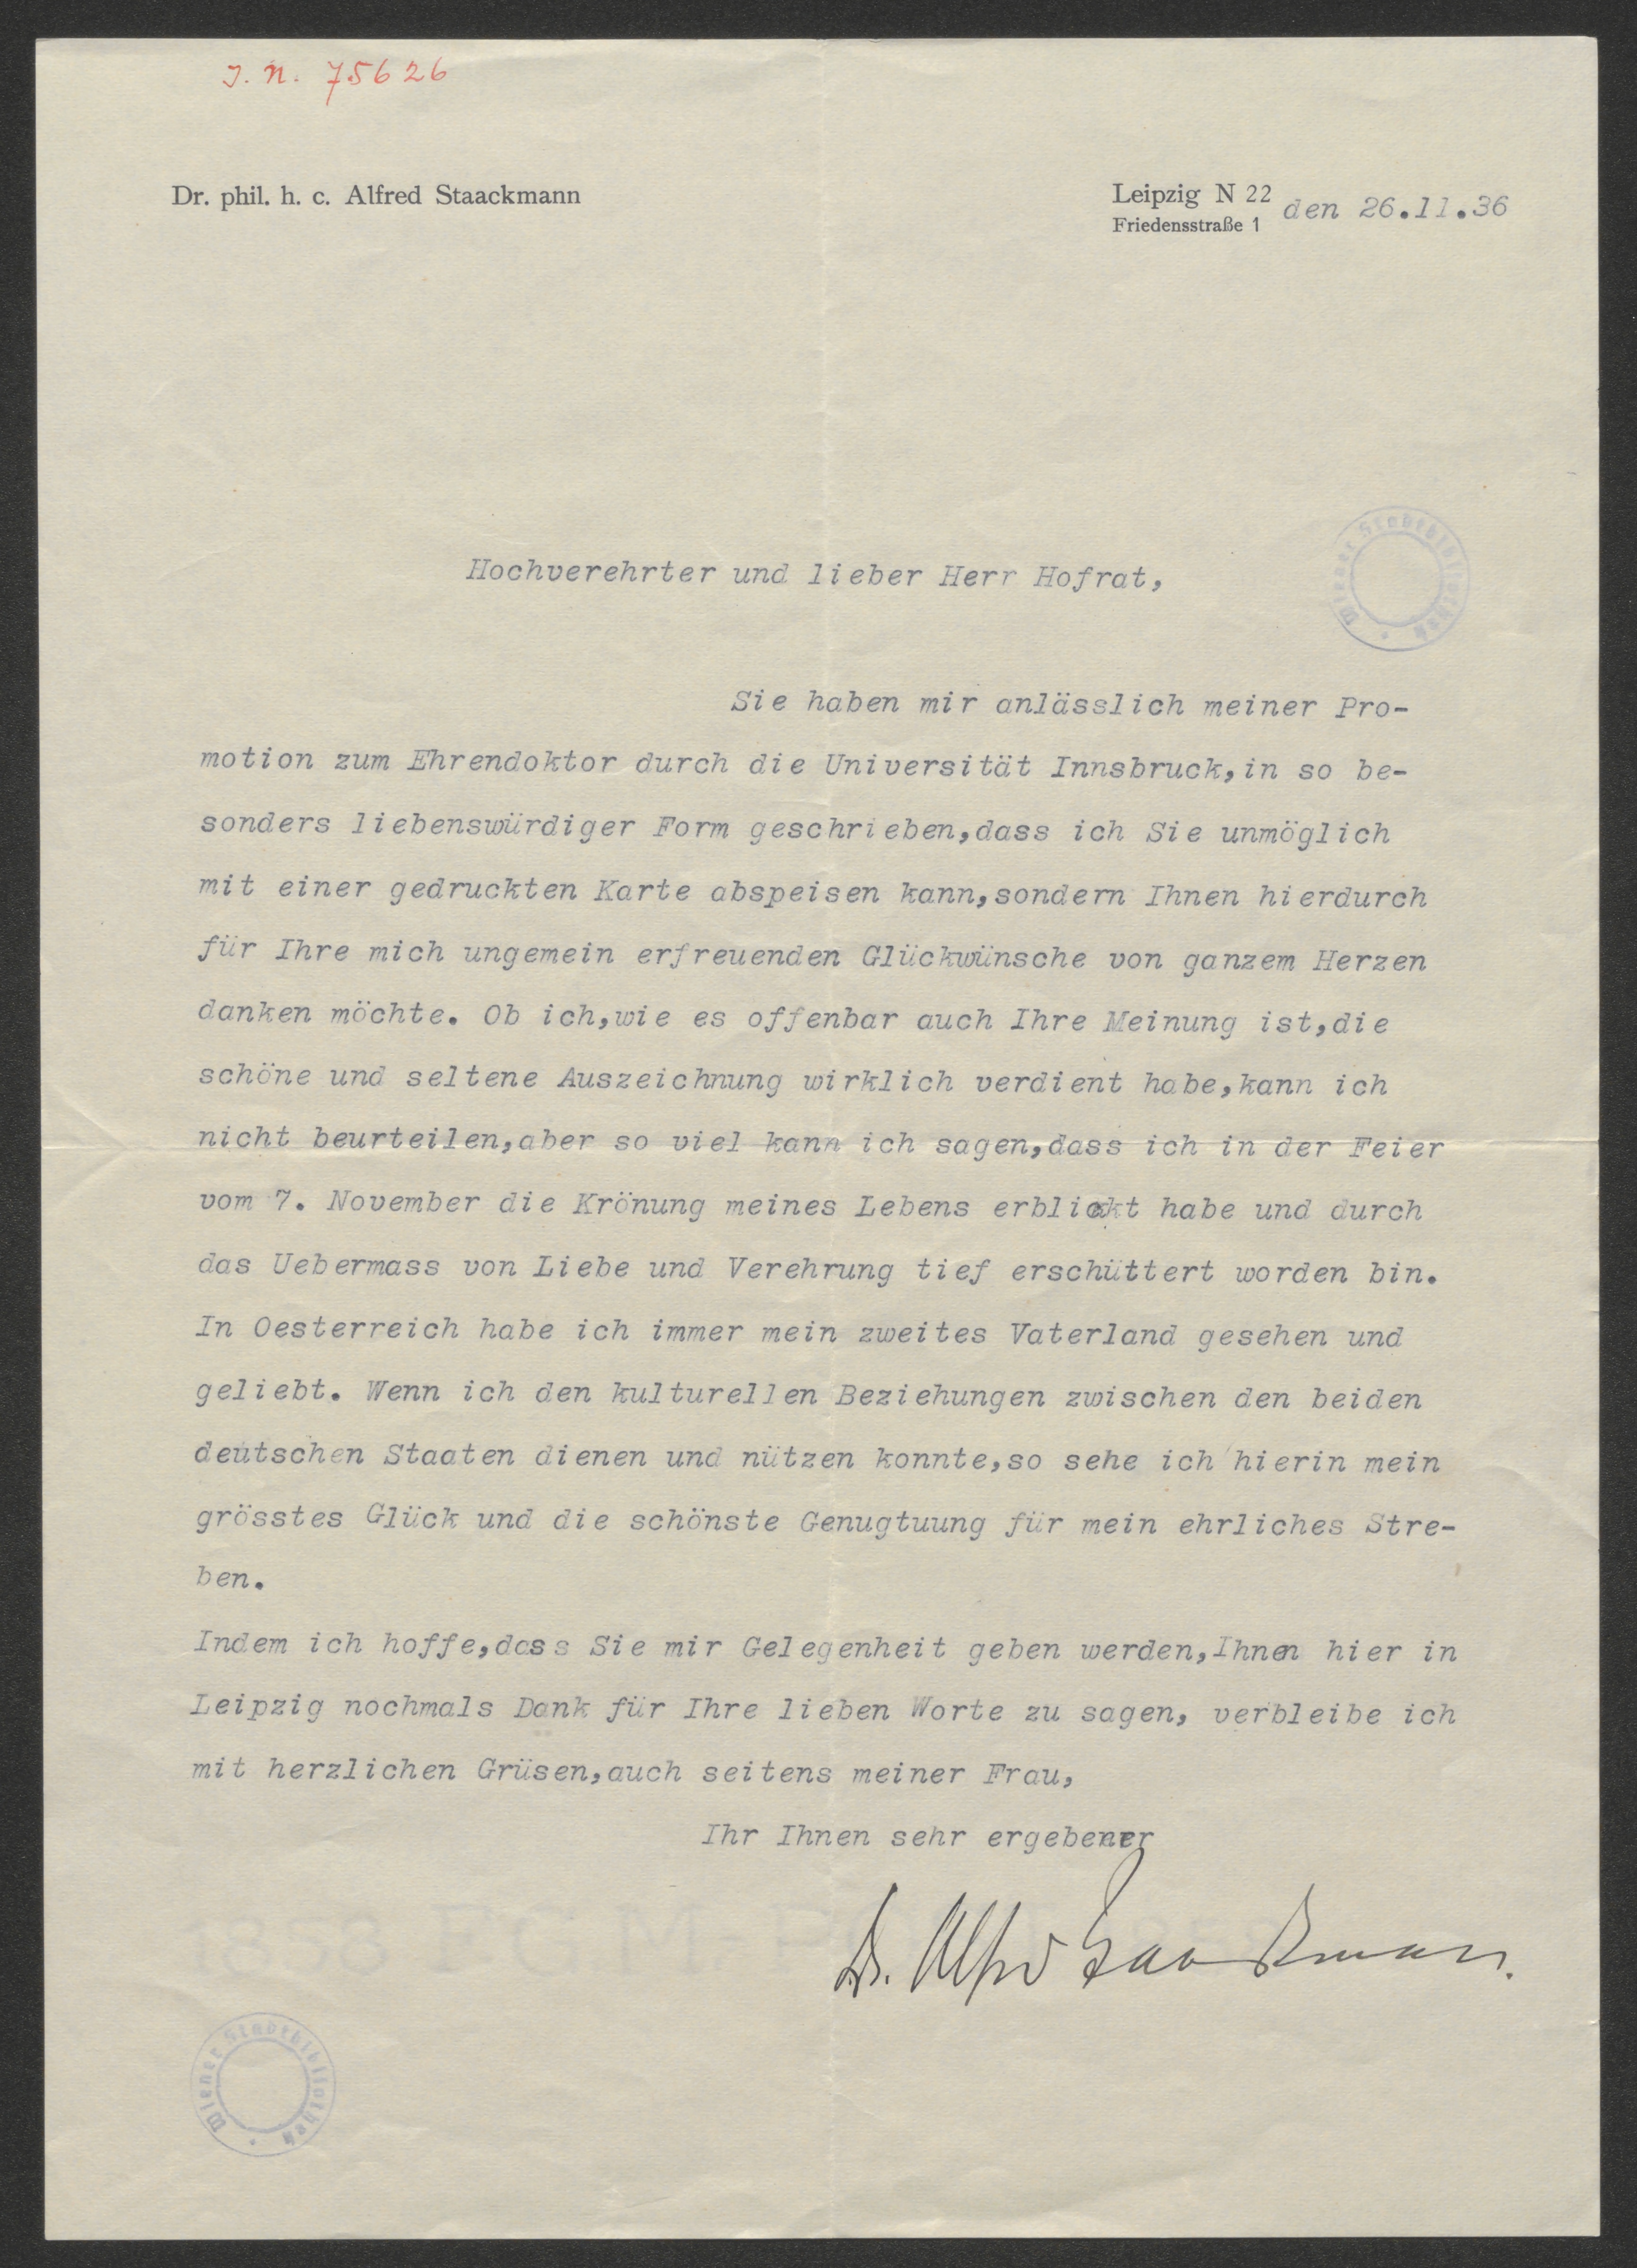 J. N. 75626
Dr. phil. h. c. Alfred Staackmann
Leipzig N 22
Friedensstraße 1
den 26.11.36
Hochverehrter und lieber Herr Hofrat,
Wiener Stadtbibliothek
Sie haben mir anlässlich meiner Pro-
motion zum Ehrendoktor durch die Universität Innsbruck,in so be-
sonders liebenswürdiger Form geschrieben,dass ich Sie unmöglich
mit einer gedruckten Karte abspeisen kann,sondern Ihnen hierdurch
für Ihre mich ungemein erfreuenden Glückwünsche von ganzem Herzen
danken möchte. Ob ich,wie es offenbar auch Ihre Meinung ist,die
schöne und seltene Auszeichnung wirklich verdient habe,kann ich
nicht beurteilen,aber so viel kann ich sagen,dass ich in der Feier
vom 7. November die Krönung meines Lebens erblickt habe und durch
das Uebermass von Liebe und Verehrung tief erschüttert worden bin.
In Oesterreich habe ich immer mein zweites Vaterland gesehen und
geliebt. Wenn ich den kulturellen Beziehungen zwischen den beiden
deutschen Staaten dienen und nützen konnte,so sehe ich hierin mein
grösstes Glück und die schönste Genugtuung für mein ehrliches Stre-
ben.
Indem ich hoffe,dass Sie mir Gelegenheit geben werden,Ihnen hier in
Leipzig nochmals Dank für Ihre lieben Worte zu sagen, verbleibe ich
mit herzlichen Grüsen,auch seitens meiner Frau,
Ihr Ihnen sehr ergebener
Dr. Alfred Staackmann.
Wiener Stadtbibliothek